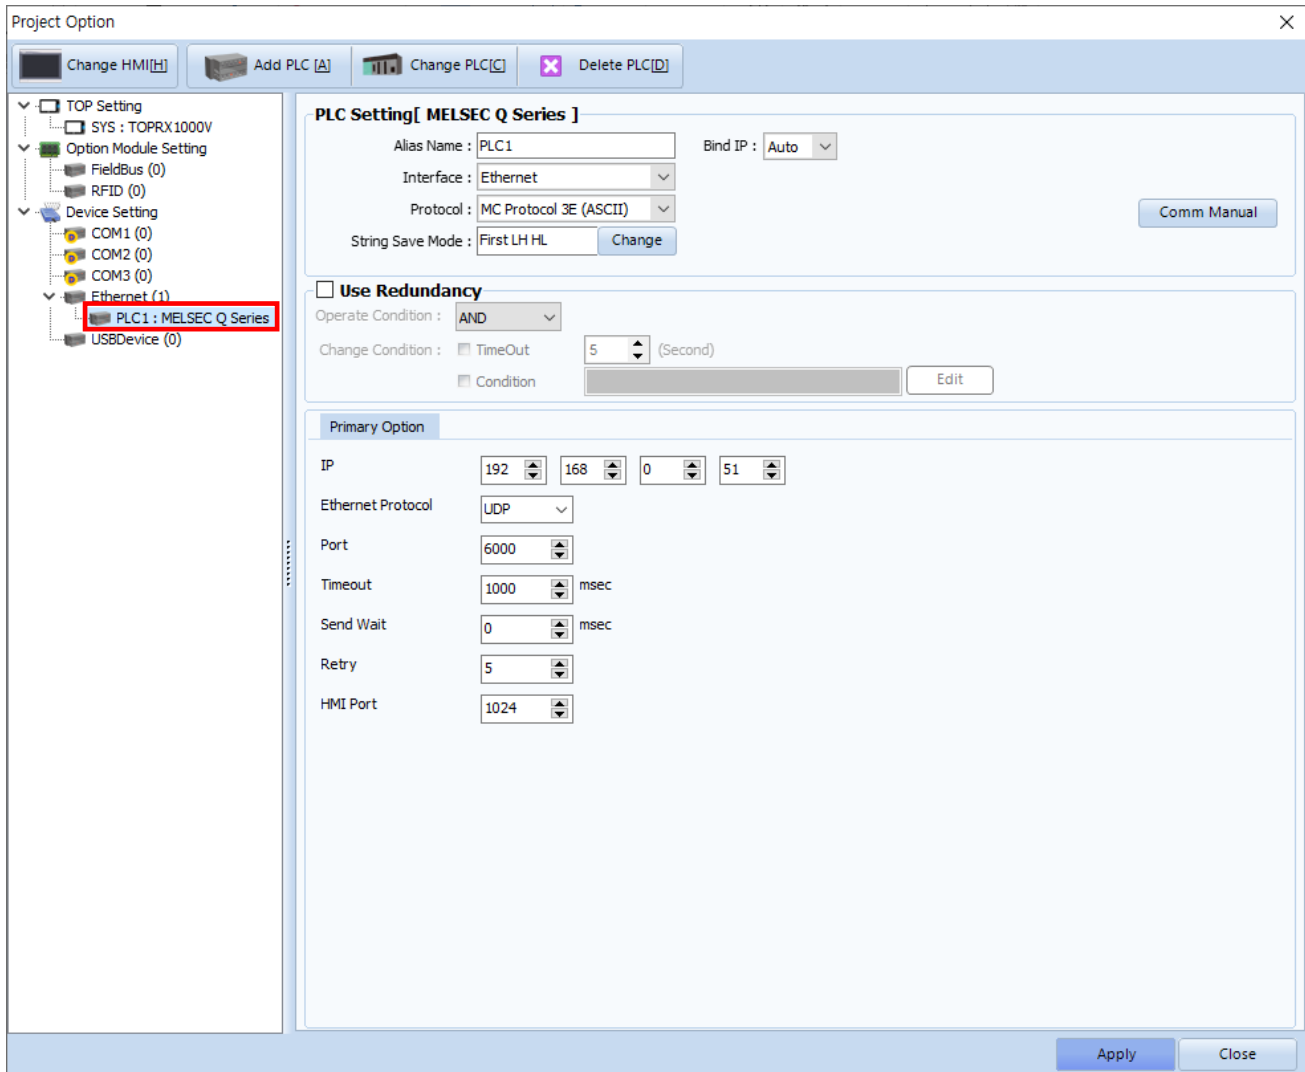 Project Option
Change HMI[H] Add PLC [A] Change PLC[C] Delete PLC[D]
TOP Setting
SYS : TOPRX1000V
Option Module Setting
FieldBus (0)
RFID (0)
Device Setting
COM1 (0)
COM2 (0)
COM3 (0)
Ethernet (1)
PLC1 : MELSEC Q Series
USBDevice (0)
PLC Setting[ MELSEC Q Series ]
Alias Name : PLC1 Bind IP : Auto
Interface : Ethernet
Protocol : MC Protocol 3E (ASCII) Comm Manual
String Save Mode : First LH HL Change
Use Redundancy
Operate Condition : AND
Change Condition : TimeOut 5 (Second)
Condition Edit
Primary Option
IP 192 168 0 51
Ethernet Protocol UDP
Port 6000
Timeout 1000 msec
Send Wait 0 msec
Retry 5
HMI Port 1024
Apply Close